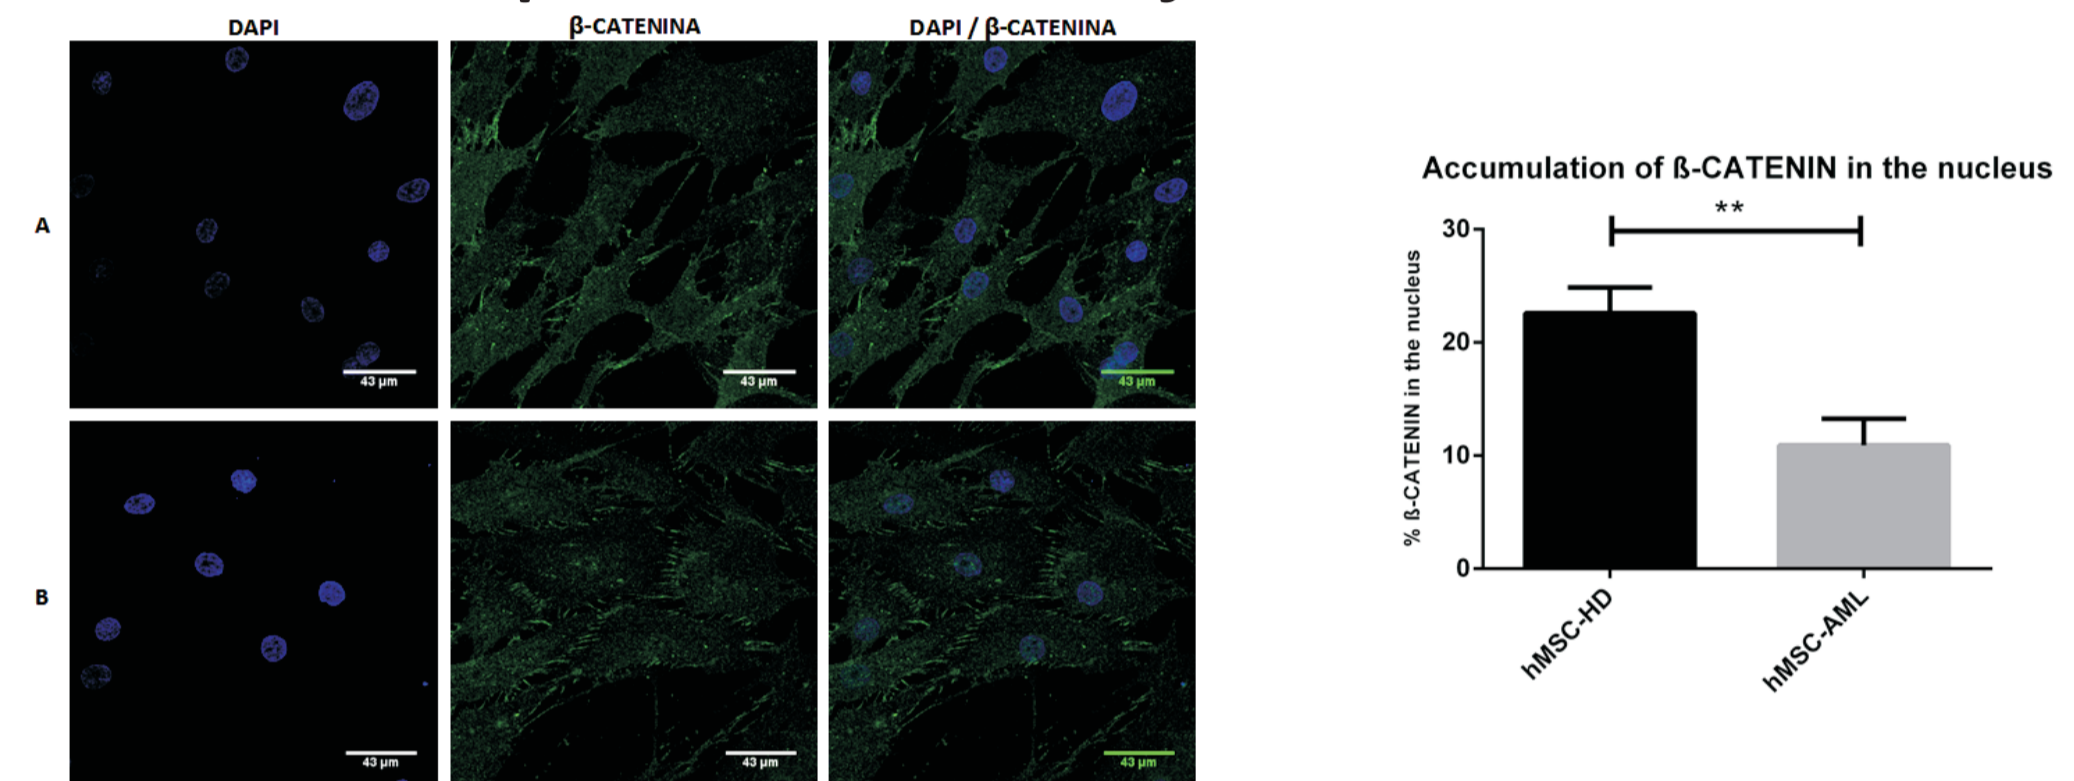 DAPI
β-CATENINA
DAPI / β-CATENINA
A
43 µm
43 µm
43 µm
B
43 µm
43 µm
43 µm
Accumulation of ß-CATENIN in the nucleus
**
% ß-CATENIN in the nucleus
30
20
10
0
hMSC-HD
hMSC-AML